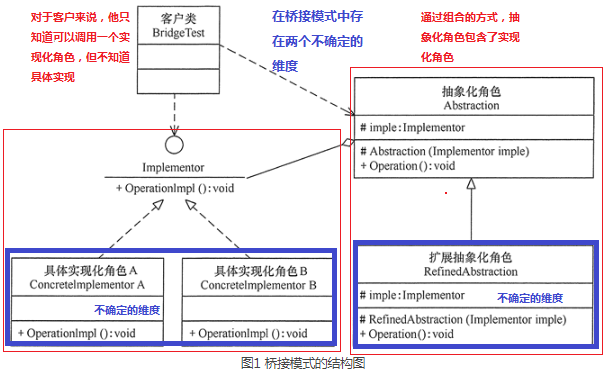 对于客户来说，他只
知道可以调用一个实
现化角色，但不知道
具体实现
客户类
BridgeTest
在桥接模式中存
在两个不确定的
维度
通过组合的方式，抽
象化角色包含了实现
化角色
抽象化角色
Abstraction
# imple:Implementor
# Abstraction (Implementor imple)
+ Operation():void
Implementor
+ OperationImpl ():void
具体实现化角色A
ConcreteImplementor A
不确定的维度
+ OperationImpl ():void
具体实现化角色B
ConcreteImplementor B
+ OperationImpl ():void
扩展抽象化角色
RefinedAbstraction
# imple:Implementor
不确定的维度
# RefinedAbstraction (Implementor imple)
+ Operation():void
图1 桥接模式的结构图